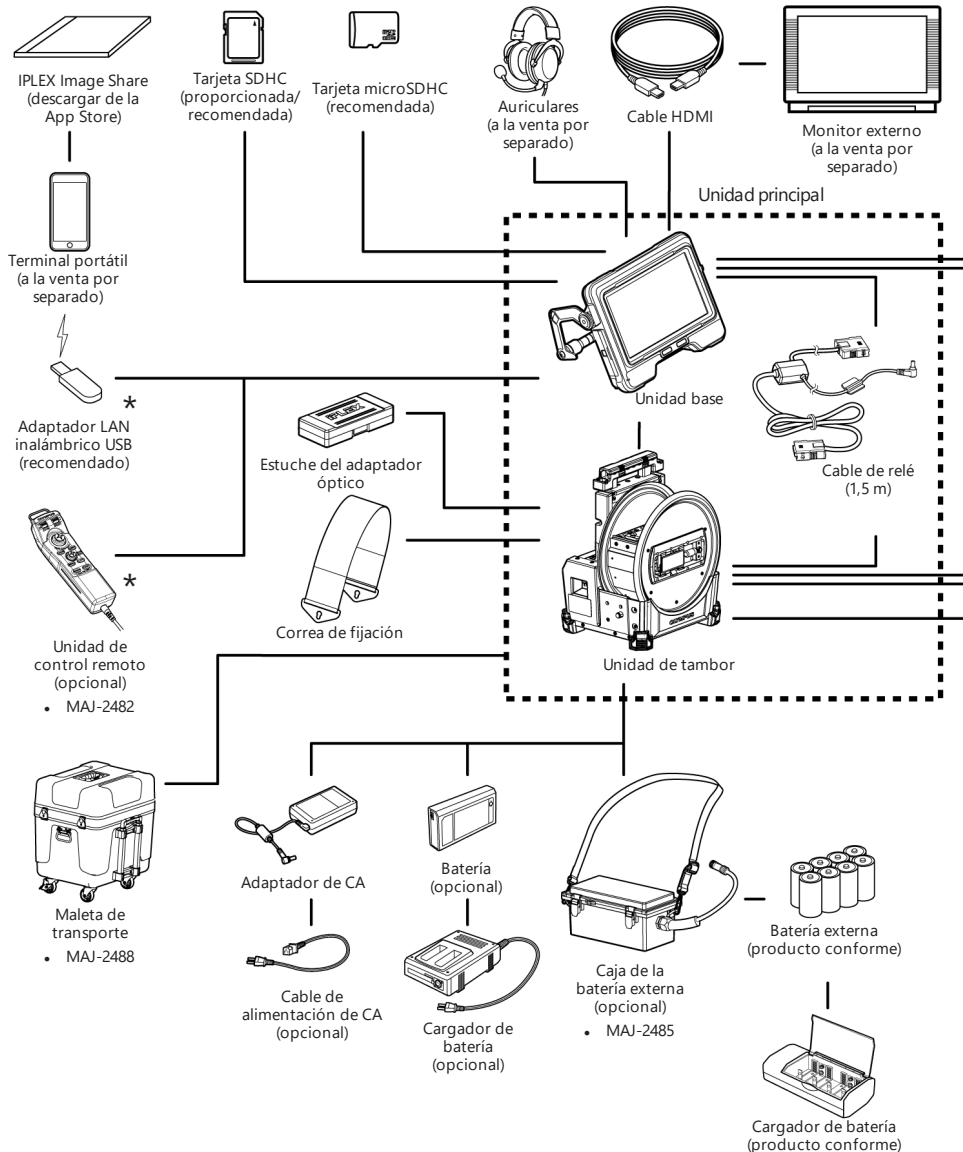 IPLEX Image Share
(descargar de la
App Store)
Tarjeta SDHC
(proporcionada/
recomendada)
Tarjeta microSDHC
(recomendada)
Auriculares
(a la venta por
separado)
Cable HDMI
Monitor externo
(a la venta por
separado)
Unidad principal
Terminal portátil
(a la venta por
separado)
*
Adaptador LAN
inalámbrico USB
(recomendado)
IPLEX
Estuche del adaptador
óptico
Unidad base
Cable de relé
(1,5 m)
*
Unidad de
control remoto
(opcional)
• MAJ-2482
Correa de fijación
OLYMPUS
Unidad de tambor
Maleta de
transporte
• MAJ-2488
Adaptador de CA
Cable de
alimentación de CA
(opcional)
Batería
(opcional)
Cargador de
batería
(opcional)
Caja de la
batería externa
(opcional)
• MAJ-2485
Batería externa
(producto conforme)
Cargador de batería
(producto conforme)